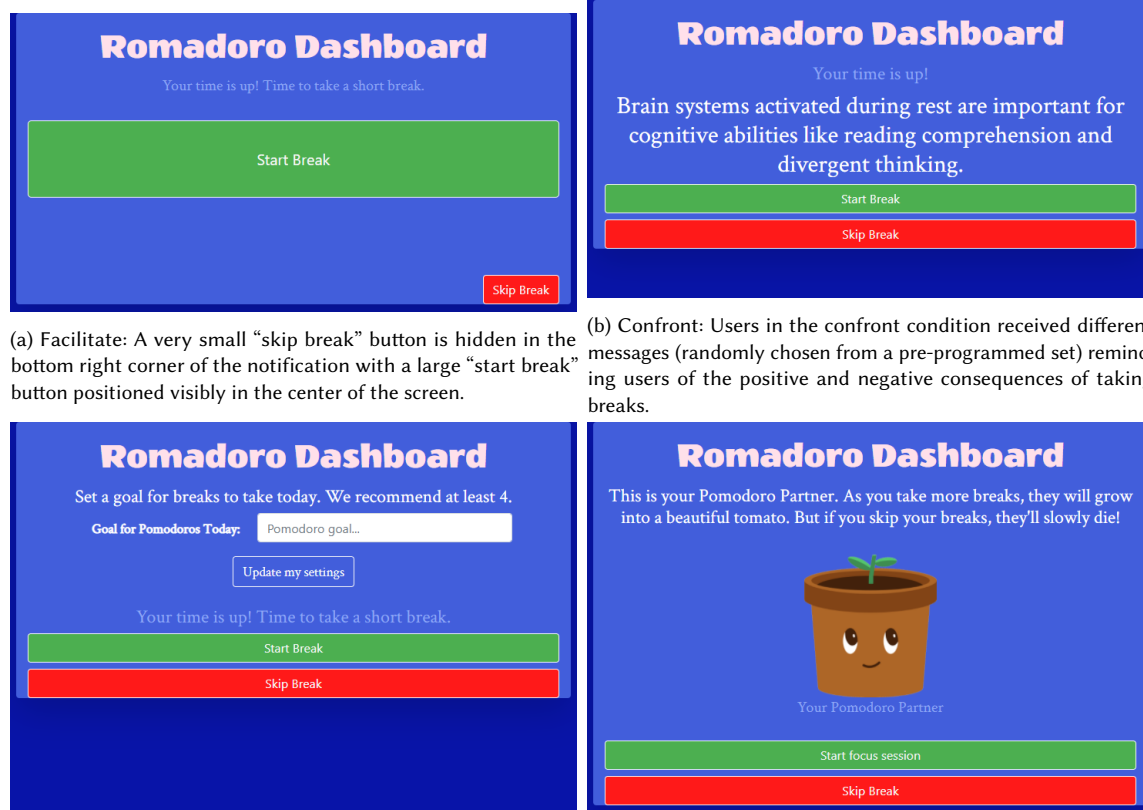 Romadoro Dashboard
Your time is up! Time to take a short break.
Start Break
Skip Break
(a) Facilitate: A very small “skip break” button is hidden in the
bottom right corner of the notification with a large “start break”
button positioned visibly in the center of the screen.
Romadoro Dashboard
Your time is up!
Brain systems activated during rest are important for
cognitive abilities like reading comprehension and
divergent thinking.
Start Break
Skip Break
(b) Confront: Users in the confront condition received differen
messages (randomly chosen from a pre-programmed set) remin
ing users of the positive and negative consequences of takin
breaks.
Romadoro Dashboard
Set a goal for breaks to take today. We recommend at least 4.
Goal for Pomodoros Today:
Pomodoro goal...
Update my settings
Your time is up! Time to take a short break.
Start Break
Skip Break
Romadoro Dashboard
This is your Pomodoro Partner. As you take more breaks, they will grow
into a beautiful tomato. But if you skip your breaks, they'll slowly die!
Your Pomodoro Partner
Start focus session
Skip Break